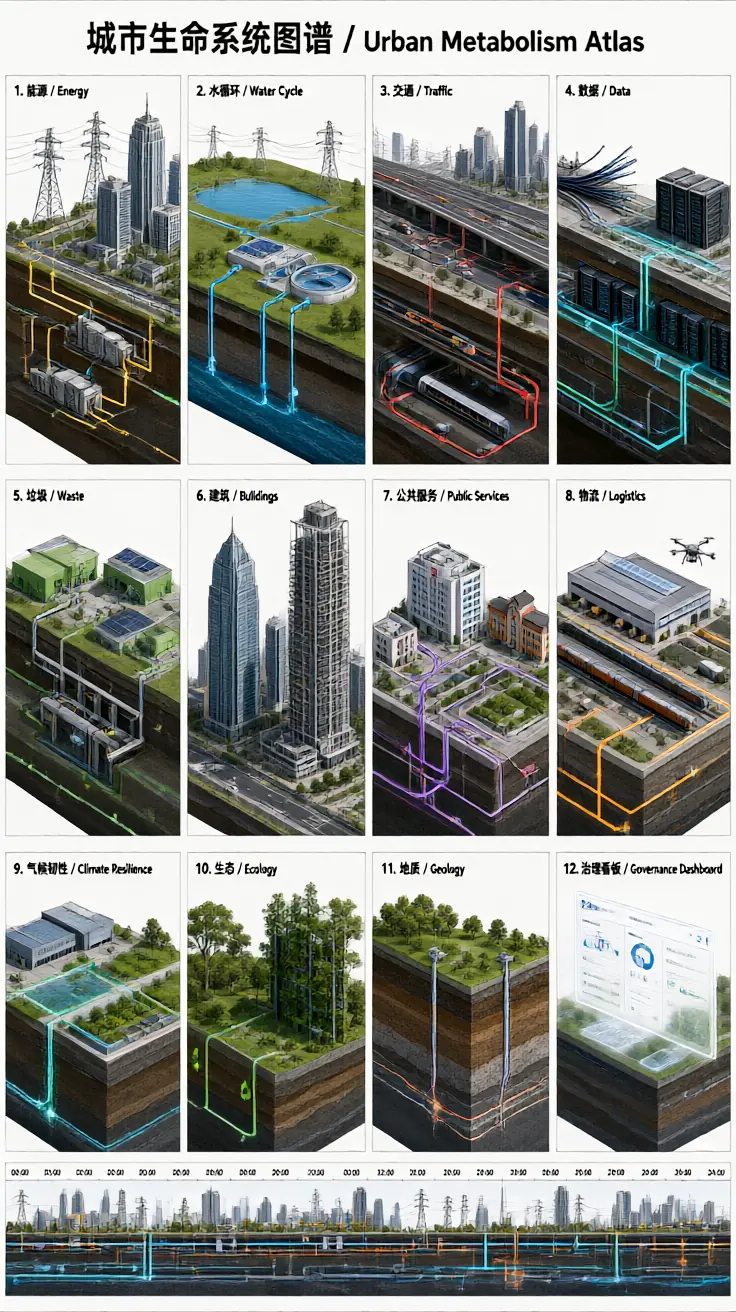 城市生命系统图谱 / Urban Metabolism Atlas
1. 能源 / Energy
2. 水循环 / Water Cycle
3. 交通 / Traffic
4. 数据 / Data
5. 垃圾 / Waste
6. 建筑 / Buildings
7. 公共服务 / Public Services
8. 物流 / Logistics
9. 气候韧性 / Climate Resilience
10. 生态 / Ecology
11. 地质 / Geology
12. 治理看板 / Governance Dashboard